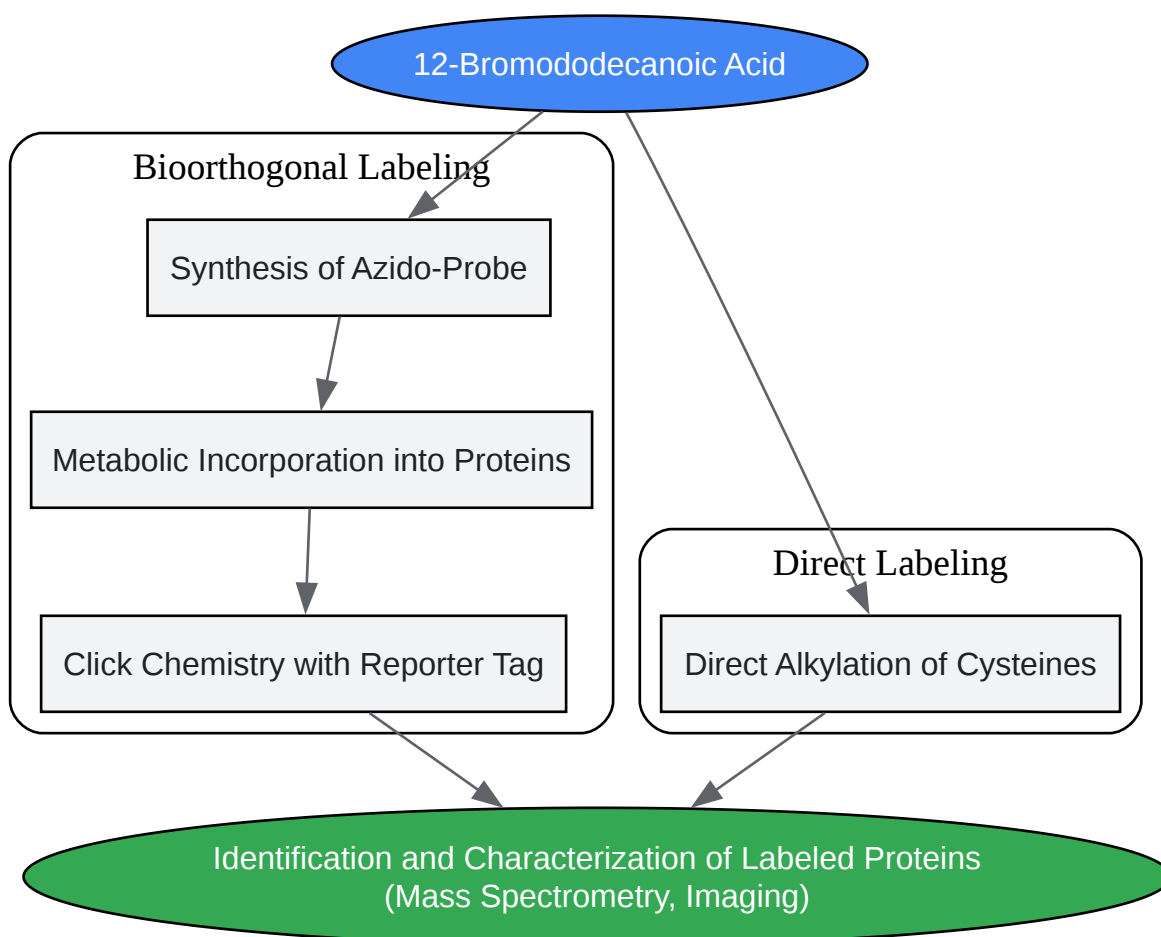 12-Bromododecanoic Acid
Bioorthogonal Labeling
Synthesis of Azido-Probe
Metabolic Incorporation into Proteins
Click Chemistry with Reporter Tag
Direct Labeling
Direct Alkylation of Cysteines
Identification and Characterization of Labeled Proteins
(Mass Spectrometry, Imaging)